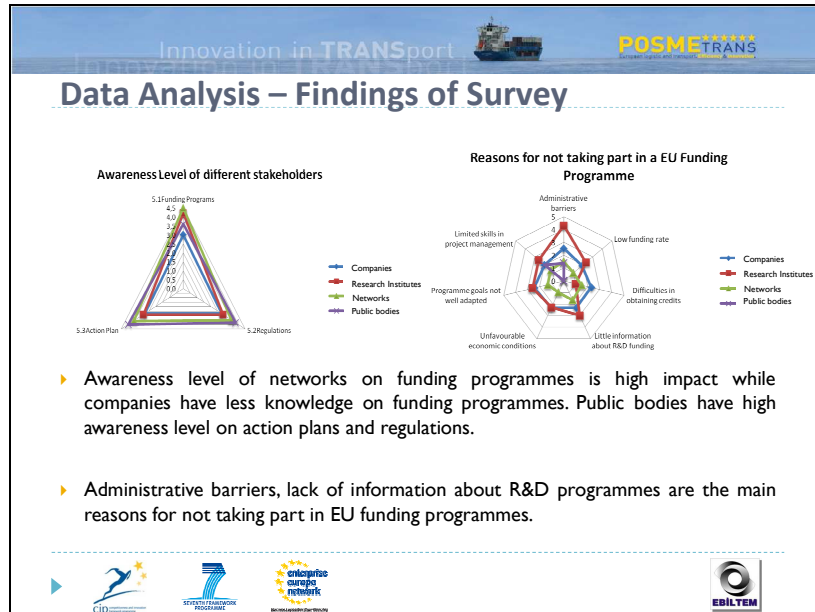 Innovation in TRANSport
POSMETRANS
Data Analysis – Findings of Survey
Awareness Level of different stakeholders
5.1Funding Programs
4,5
4,0
3,5
3,0
2,5
2,0
1,5
1,0
0,5
0,0
5.3Action Plan
5.2Regulations
Companies
Research Institutes
Networks
Public bodies
Reasons for not taking part in a EU Funding
Programme
Administrative
barriers
5
4
3
2
1
0
Limited skills in
project management
Low funding rate
Programme goals not
well adapted
Difficulties in
obtaining credits
Unfavourable
economic conditions
Little information
about R&D funding
Companies
Research Institutes
Networks
Public bodies
Awareness level of networks on funding programmes is high impact while
companies have less knowledge on funding programmes. Public bodies have high
awareness level on action plans and regulations.
Administrative barriers, lack of information about R&D programmes are the main
reasons for not taking part in EU funding programmes.
cip
SEVENTH FRAMEWORK
PROGRAMME
enterprise
europe
network
EBİLTEM